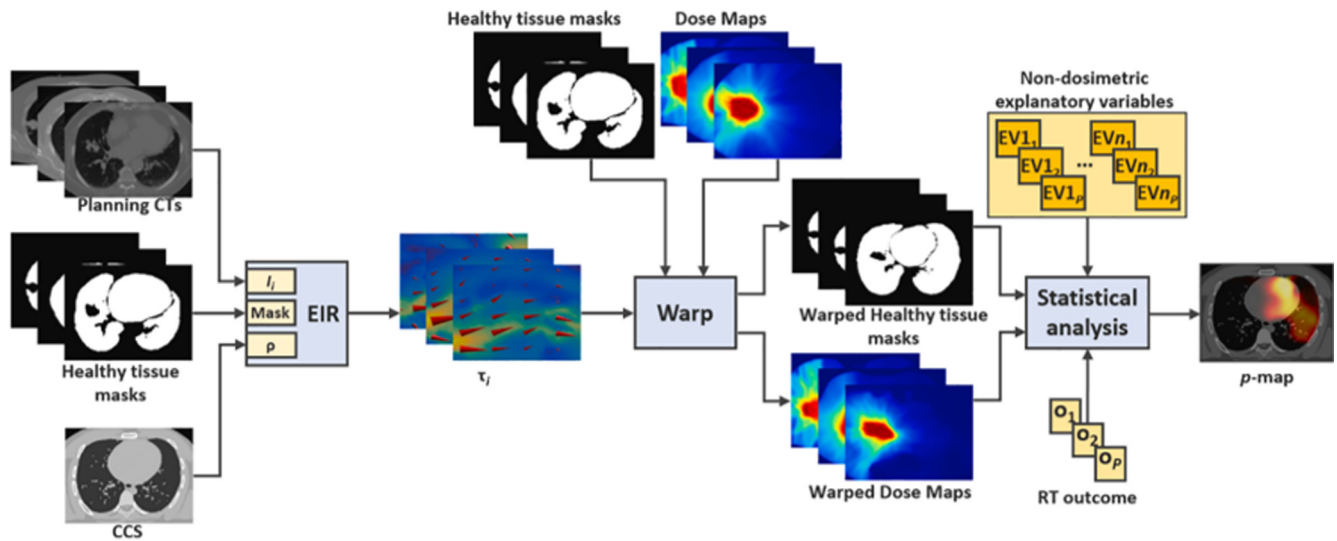 Healthy tissue masks
Dose Maps
Non-dosimetric
explanatory variables
EV1₁
EV1₂
EV1ₚ
...
EVn₁
EVn₂
EVnₚ
Planning CTs
Iᵢ
Mask
ρ
EIR
Healthy tissue
masks
CCS
τᵢ
Warp
Warped Healthy tissue
masks
Warped Dose Maps
Statistical
analysis
O₁
O₂
Oₚ
RT outcome
p-map